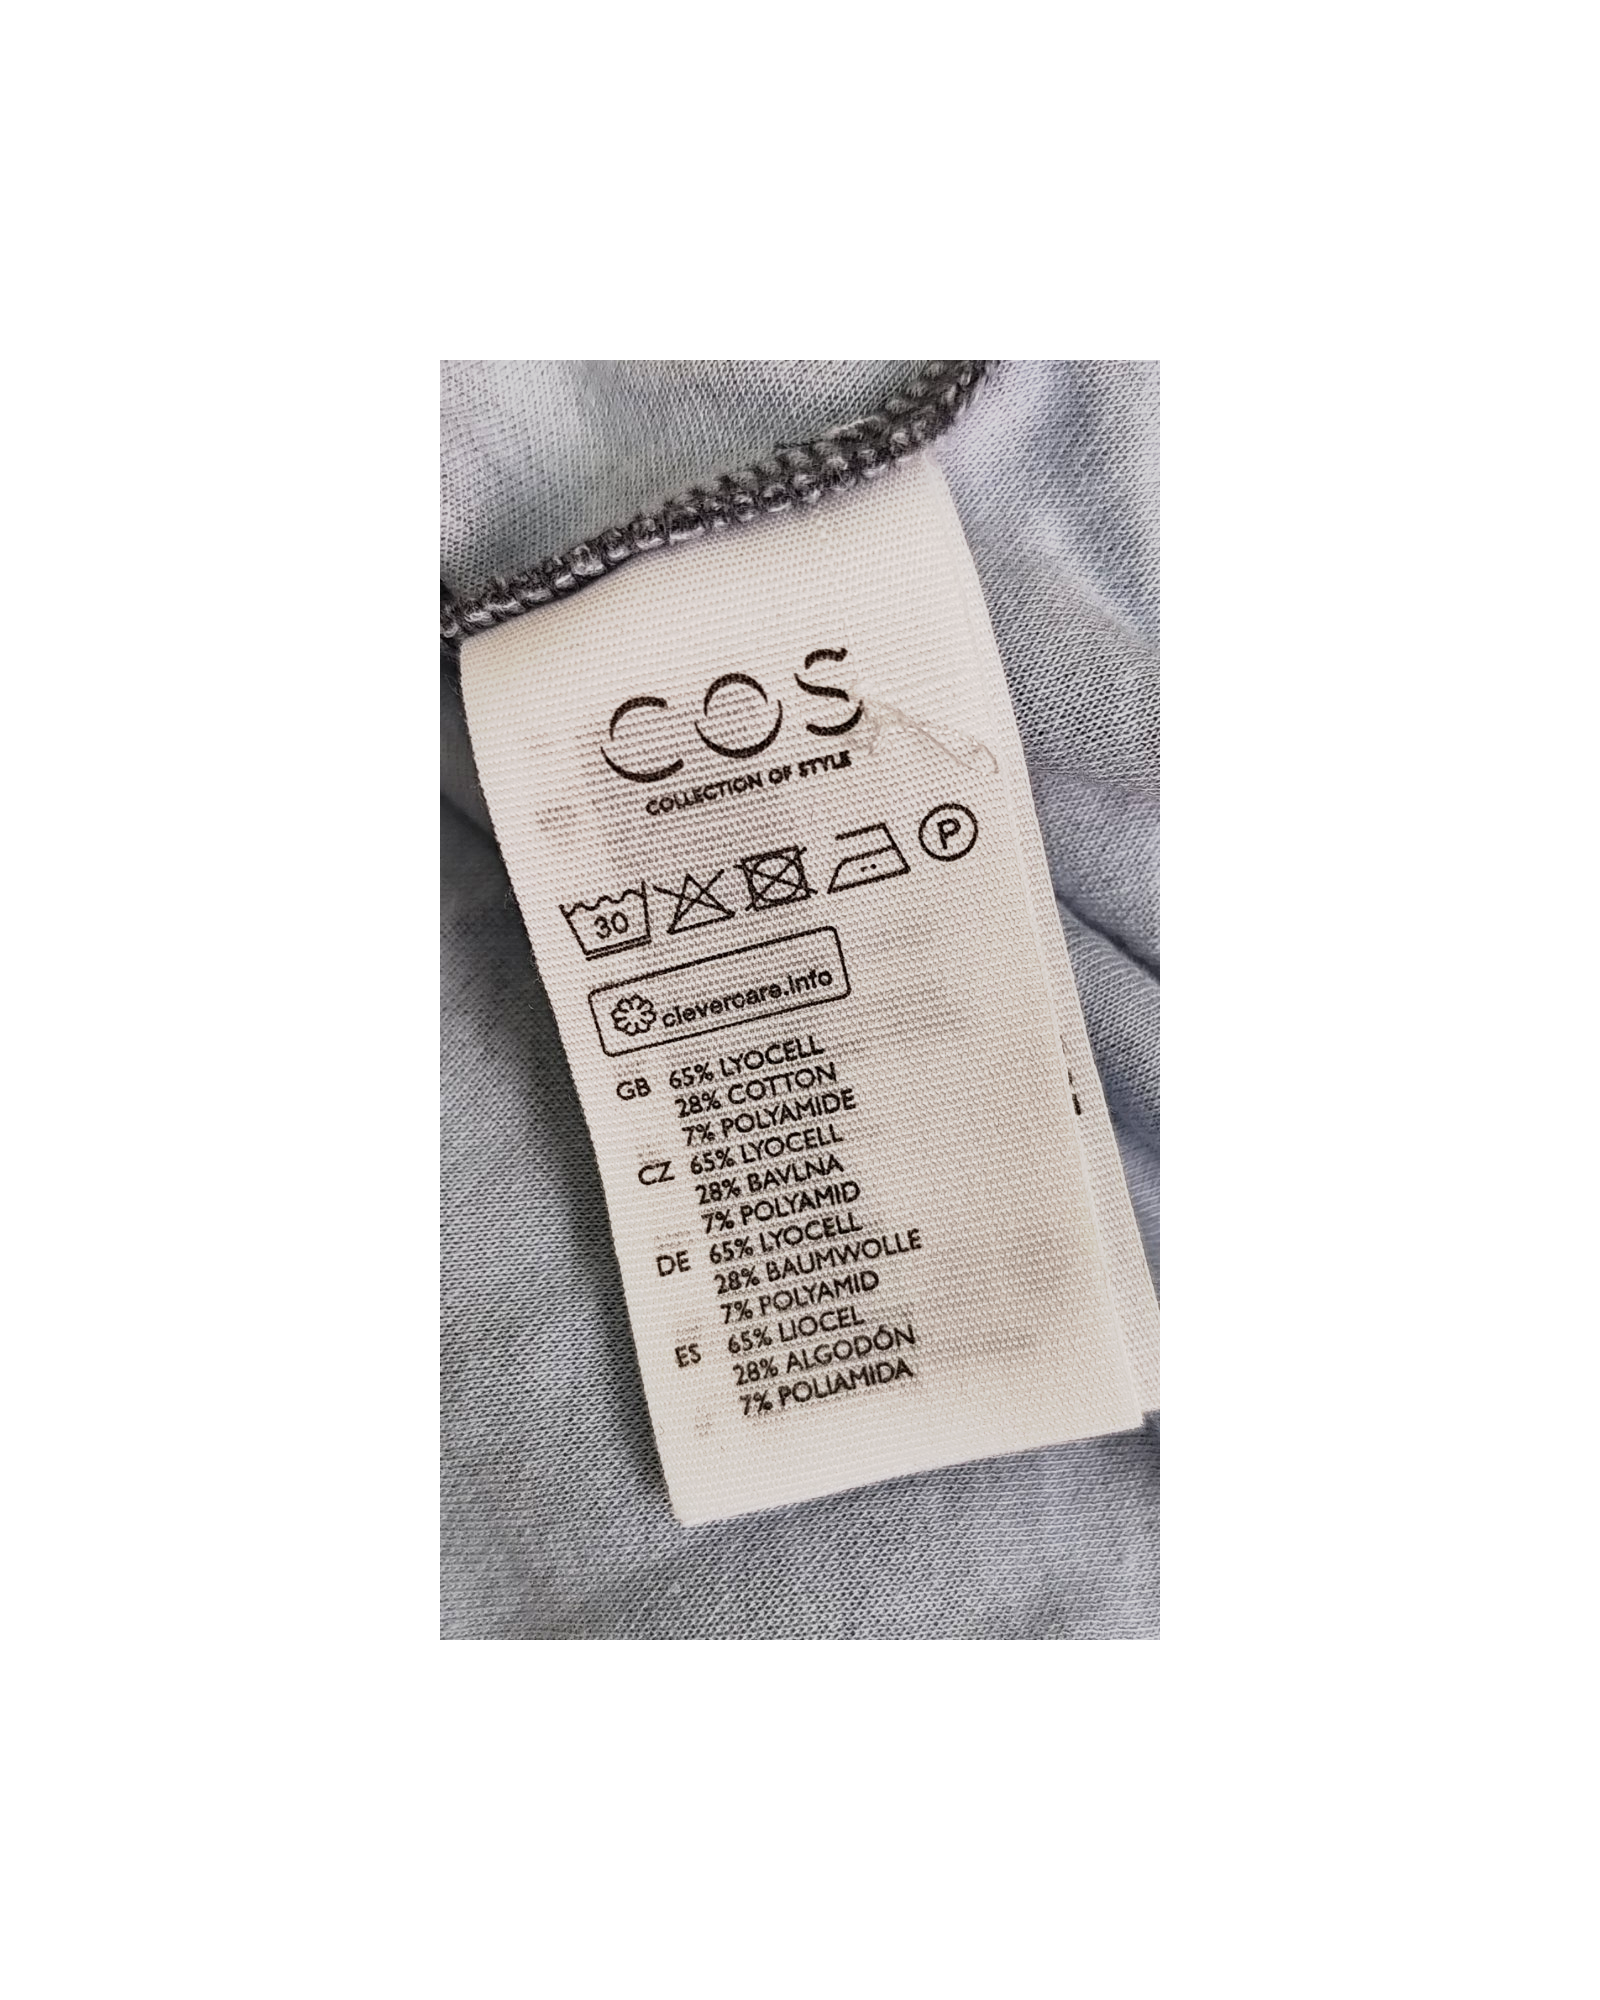 COS
COLLECTION OF STYLE
P
30
clevercare.info
GB 65% LYOCELL
28% COTTON
7% POLYAMIDE
CZ 65% LYOCELL
28% BAVLNA
7% POLYAMID
DE 65% LYOCELL
28% BAUMWOLLE
7% POLYAMID
ES 65% LIOCEL
28% ALGODÓN
7% POLIAMIDA